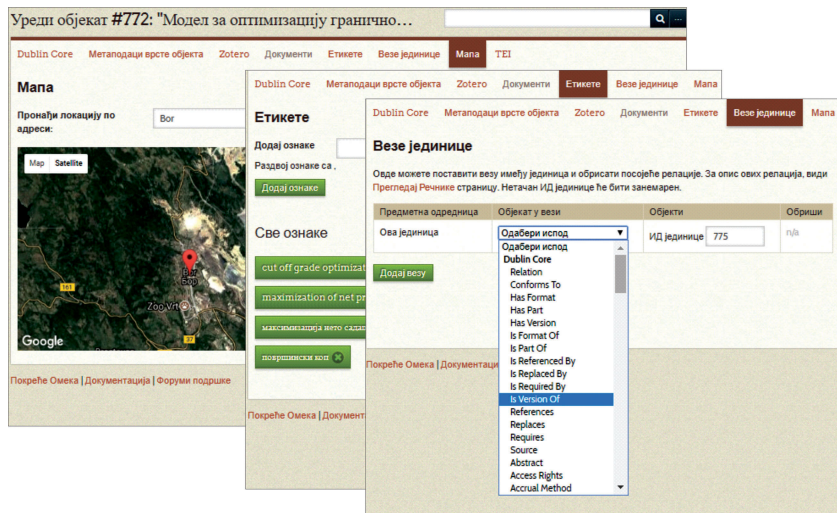 Уреди објекат #772: "Модел за оптимизацију гранично...
Dublin Core Метаподаци врсте објекта Zotero Документи Етикете Везе јединице Мапа TEI
Мапа
Пронађи локацију по адреси:
Bor
Map Satellite
Bor
Бор
161
Zoo Vrt
37
Google
Покреће Омека | Документација | Форуми подршке
Dublin Core Метаподаци врсте објекта Zotero Документи Етикете Везе јединице Мапа
Етикете
Додај ознаке
Раздвој ознаке са ,
Додај ознаке
Све ознаке
cut off grade
maximization of net
максимизација нето
површински коп
Покреће Омека |
Dublin Core Метаподаци врсте објекта Zotero Документи Етикете Везе јединице Мапа
Везе јединице
Овде можете поставити везу између јединица и обрисати посојеће релације. За опис ових релација, види
Прегледај Речнике страницу. Нетачан ИД јединице ће бити занемарен.
Предметна одредница Објекат у вези Објекти Обриши
Ова јединица Одабери испод ИД јединице 775 n/a
Одабери испод
Dublin Core
Relation
Conforms To
Has Format
Has Part
Has Version
Is Format Of
Is Part Of
Is Referenced By
Is Replaced By
Is Required By
Is Version Of
References
Replaces
Requires
Source
Abstract
Access Rights
Accrual Method
Додај везу
Покреће Омека |